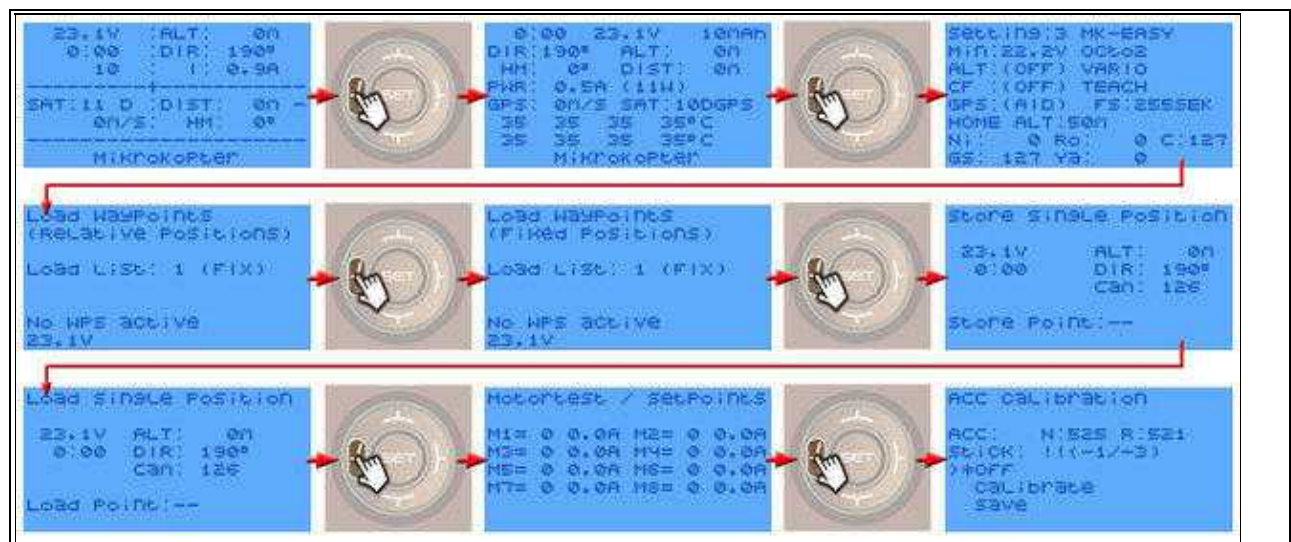 23.1V :ALT: 0m
0:00 :DIR: 190°
10 : I: 0.9A
SAT:11 D :DIST: 0m -
0m/s: HM: 0°
MikroKopter
SET
0:00 23.1V 10mAh
DIR:190° ALT: 0m
HM: 0° DIST: 0m
PWR: 0.5A (11W)
GPS: 0m/s SAT:10DGPS
35 35 35 35°C
35 35 35 35°C
MikroKopter
SET
Setting:3 MK-EASY
Min:22.2V Octo2
ALT:(OFF) VARIO
CF :(OFF) TEACH
GPS:(AID) FS:255SEK
HOME ALT:50m
Ni: 0 Ro: 0 C:127
GS: 127 Ya: 0
Load WayPoints
(Relative Positions)
Load List: 1 (FIX)
No WPs active
23.1V
SET
Load WayPoints
(Fixed Positions)
Load List: 1 (FIX)
No WPs active
23.1V
SET
Store Single Position
23.1V ALT: 0m
0:00 DIR: 190°
Can: 126
Store Point:--
Load Single Position
23.1V ALT: 0m
0:00 DIR: 190°
Can: 126
Load Point:--
SET
Motortest / SetPoints
M1= 0 0.0A M2= 0 0.0A
M3= 0 0.0A M4= 0 0.0A
M5= 0 0.0A M6= 0 0.0A
M7= 0 0.0A M8= 0 0.0A
SET
ACC Calibration
ACC: N:525 R:521
Stick: !((-1/-3)
>*OFF
Calibrate
Save